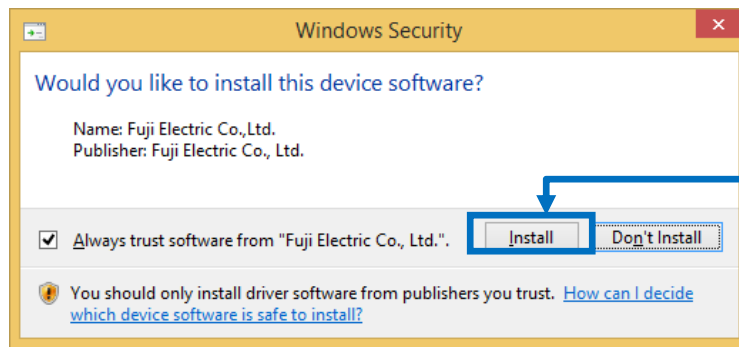 Windows Security
Would you like to install this device software?
Name: Fuji Electric Co.,Ltd.
Publisher: Fuji Electric Co., Ltd.
Always trust software from "Fuji Electric Co., Ltd.".
Install
Don't Install
You should only install driver software from publishers you trust. How can I decide
which device software is safe to install?